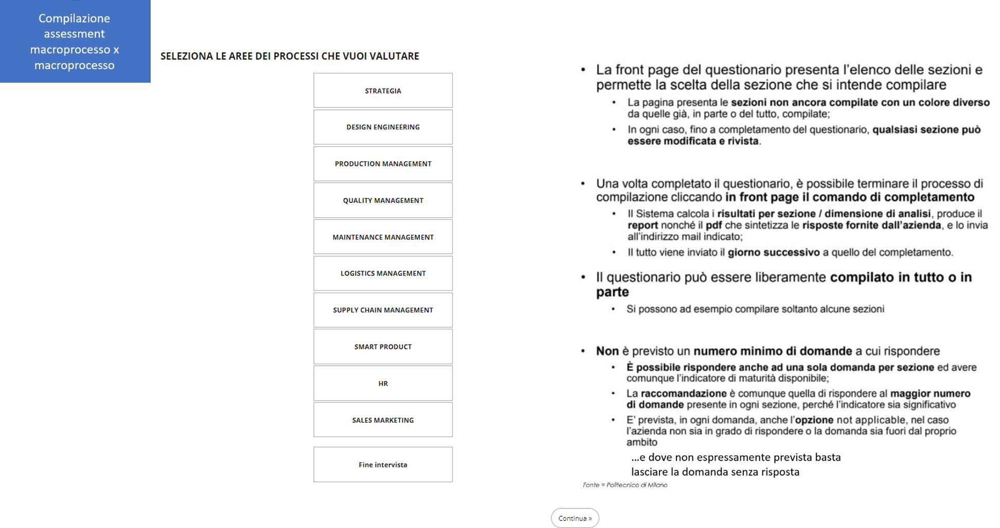 Compilazione
assessment
macroprocesso x
macroprocesso
SELEZIONA LE AREE DEI PROCESSI CHE VUOI VALUTARE
STRATEGIA
DESIGN ENGINEERING
PRODUCTION MANAGEMENT
QUALITY MANAGEMENT
MAINTENANCE MANAGEMENT
LOGISTICS MANAGEMENT
SUPPLY CHAIN MANAGEMENT
SMART PRODUCT
HR
SALES MARKETING
Fine intervista
• La front page del questionario presenta l’elenco delle sezioni e
permette la scelta della sezione che si intende compilare
• La pagina presenta le sezioni non ancora compilate con un colore diverso
da quelle già, in parte o del tutto, compilate;
• In ogni caso, fino a completamento del questionario, qualsiasi sezione può
essere modificata e rivista.
• Una volta completato il questionario, è possibile terminare il processo di
compilazione cliccando in front page il comando di completamento
• Il Sistema calcola i risultati per sezione / dimensione di analisi, produce il
report nonché il pdf che sintetizza le risposte fornite dall’azienda, e lo invia
all’indirizzo mail indicato;
• Il tutto viene inviato il giorno successivo a quello del completamento.
• Il questionario può essere liberamente compilato in tutto o in
parte
• Si possono ad esempio compilare soltanto alcune sezioni
• Non è previsto un numero minimo di domande a cui rispondere
• È possibile rispondere anche ad una sola domanda per sezione ed avere
comunque l’indicatore di maturità disponibile;
• La raccomandazione è comunque quella di rispondere al maggior numero
di domande presente in ogni sezione, perché l’indicatore sia significativo
• E’ prevista, in ogni domanda, anche l’opzione not applicable, nel caso
l’azienda non sia in grado di rispondere o la domanda sia fuori dal proprio
ambito
…e dove non espressamente prevista basta
lasciare la domanda senza risposta
Fonte = Politecnico di Milano
Continua »